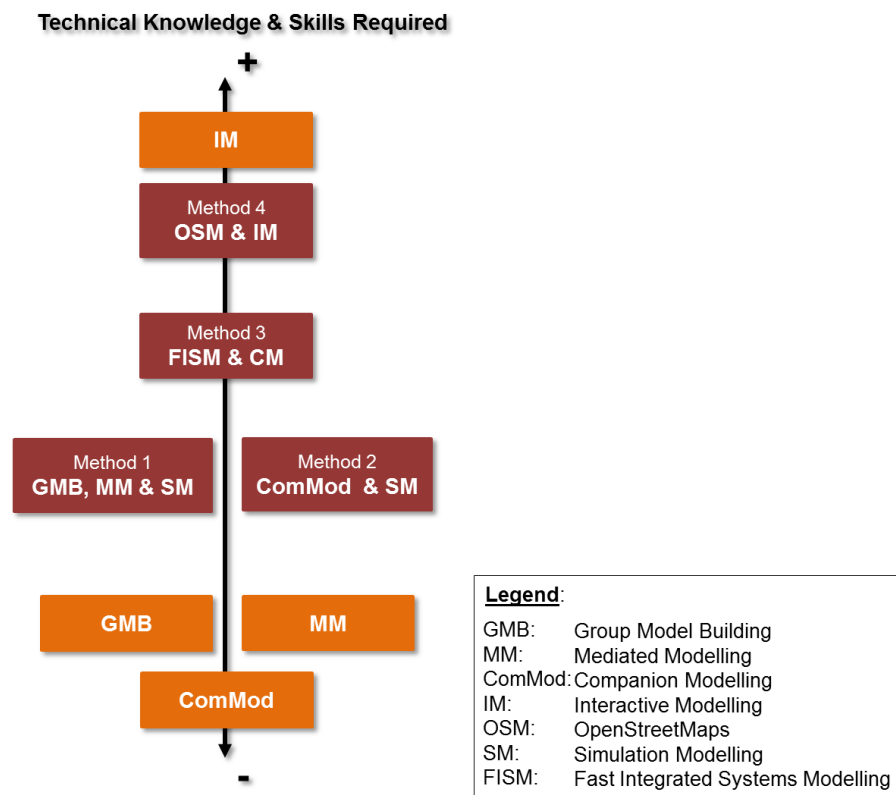 Technical Knowledge & Skills Required
+
IM
Method 4
OSM & IM
Method 3
FISM & CM
Method 1
GMB, MM & SM
Method 2
ComMod & SM
GMB
MM
ComMod
-
Legend:
GMB: Group Model Building
MM: Mediated Modelling
ComMod: Companion Modelling
IM: Interactive Modelling
OSM: OpenStreetMaps
SM: Simulation Modelling
FISM: Fast Integrated Systems Modelling